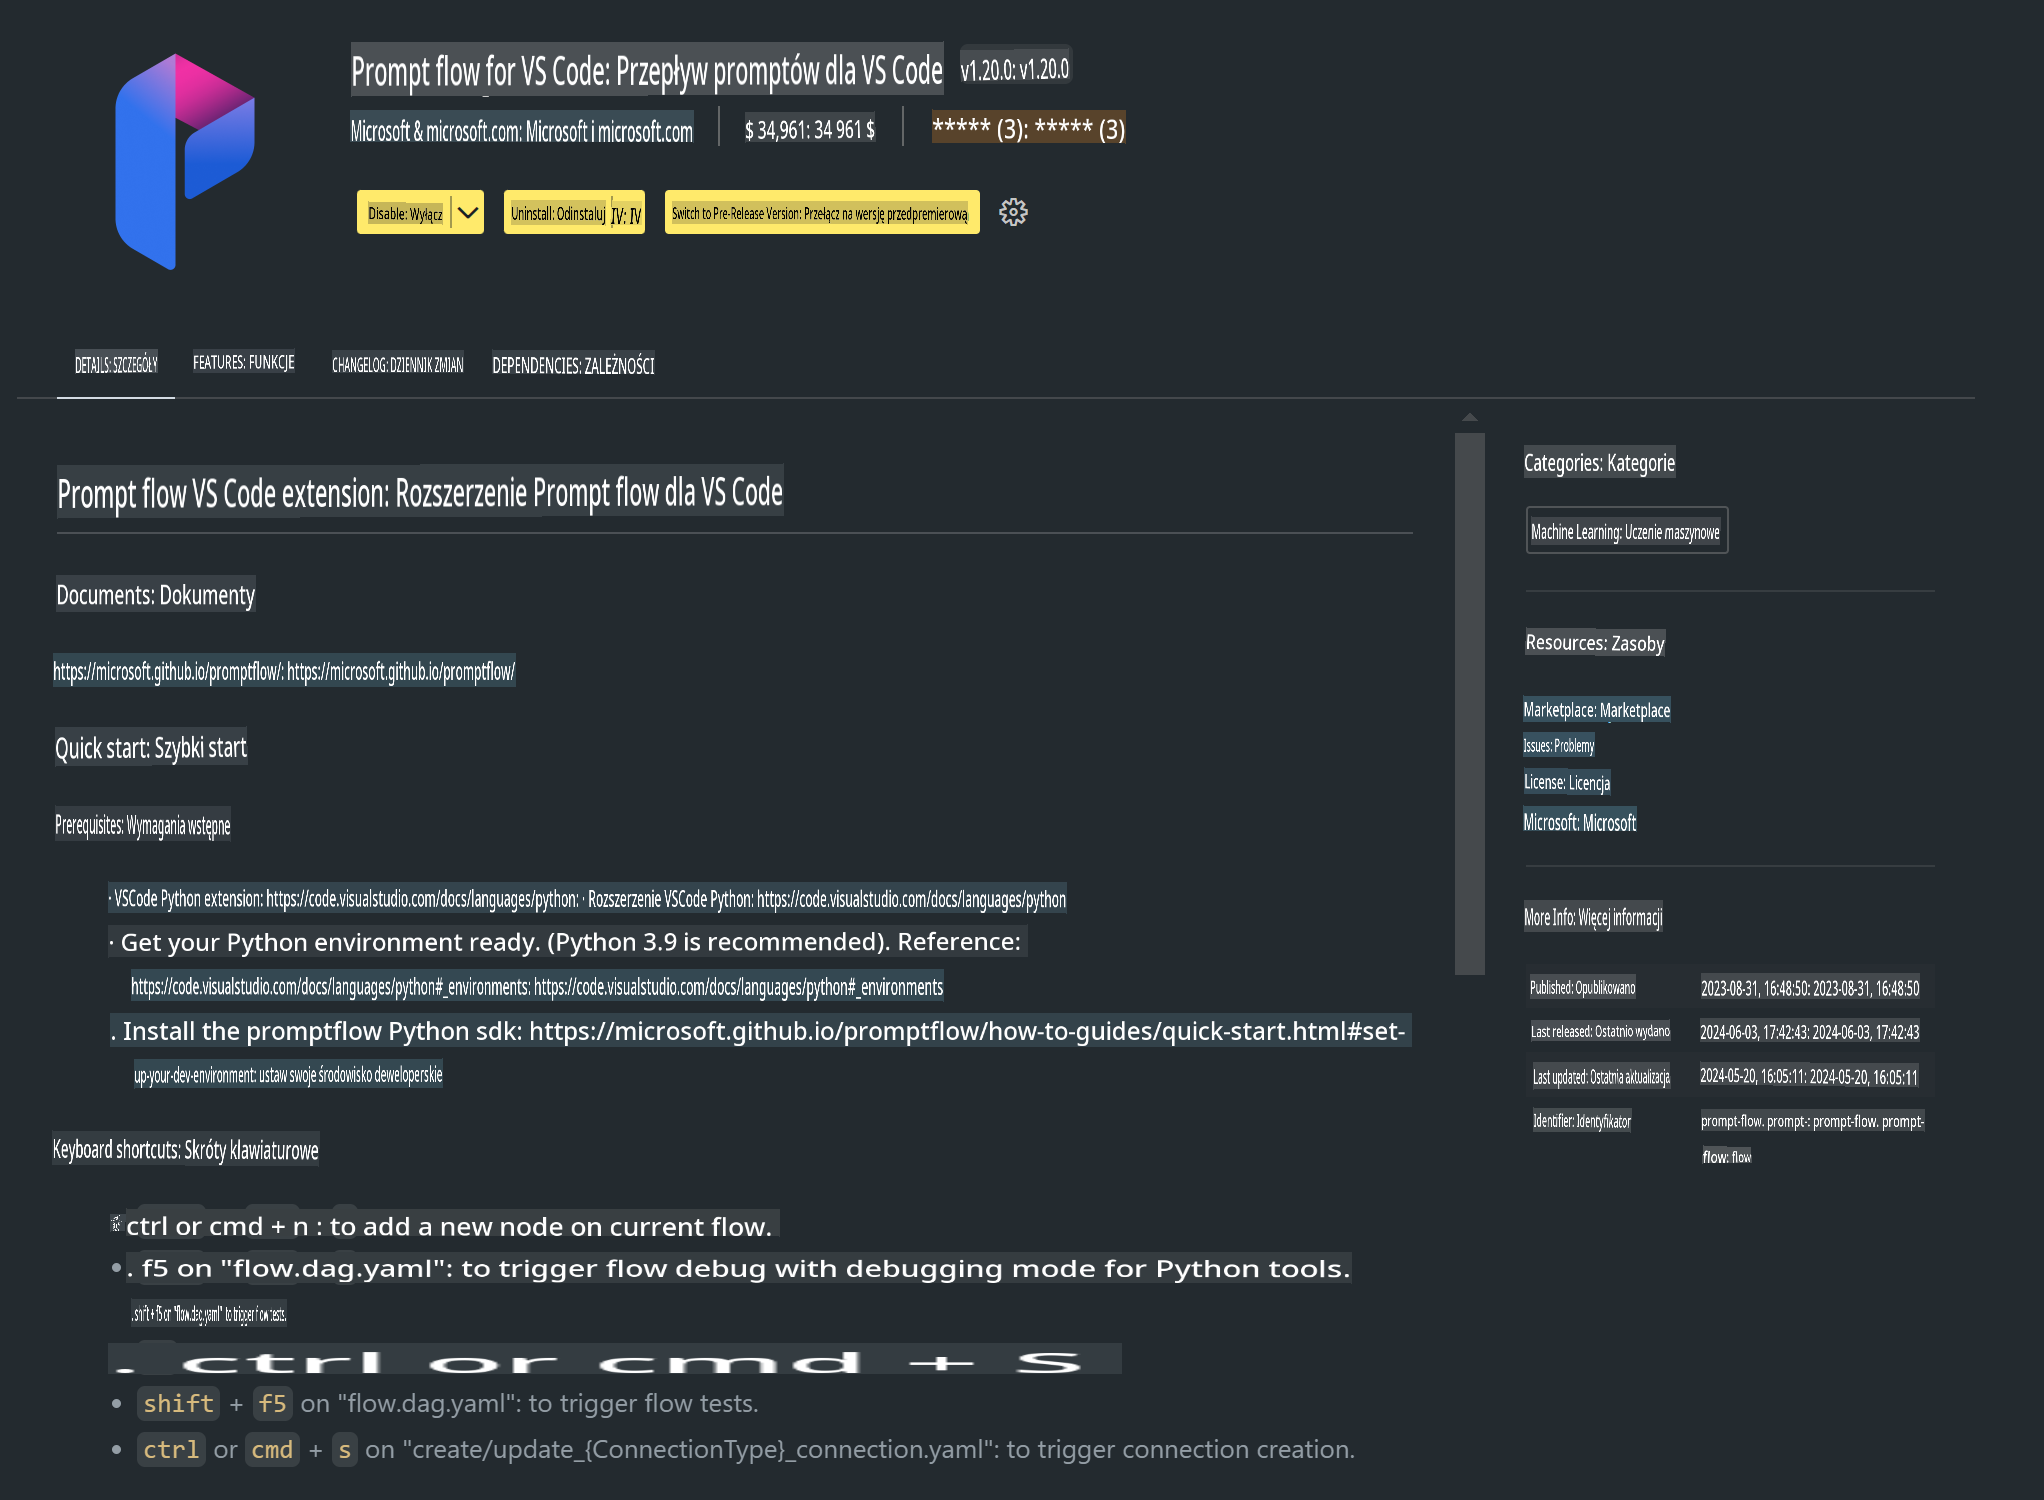 Prompt flow for VS Code: Przepływ promptów dla VS Code
v1.20.0: v1.20.0
Microsoft & microsoft.com: Microsoft i microsoft.com
$ 34,961: 34 961 $
***** (3): ***** (3)
Disable: Wyłącz
Uninstall: Odinstaluj
IV: IV
Switch to Pre-Release Version: Przełącz na wersję przedpremierową
DETAILS: SZCZEGÓŁY
FEATURES: FUNKCJE
CHANGELOG: DZIENNIK ZMIAN
DEPENDENCIES: ZALEŻNOŚCI
Prompt flow VS Code extension: Rozszerzenie Prompt flow dla VS Code
Documents: Dokumenty
https://microsoft.github.io/promptflow/: https://microsoft.github.io/promptflow/
Quick start: Szybki start
Prerequisites: Wymagania wstępne
· VSCode Python extension: https://code.visualstudio.com/docs/languages/python: · Rozszerzenie VSCode Python: https://code.visualstudio.com/docs/languages/python
· Get your Python environment ready. (Python 3.9 is recommended). Reference:
https://code.visualstudio.com/docs/languages/python#_environments: https://code.visualstudio.com/docs/languages/python#_environments
. Install the promptflow Python sdk: https://microsoft.github.io/promptflow/how-to-guides/quick-start.html#set-
up-your-dev-environment: ustaw swoje środowisko deweloperskie
Keyboard shortcuts: Skróty klawiaturowe
ctrl or cmd + n : to add a new node on current flow.
. f5 on "flow.dag.yaml": to trigger flow debug with debugging mode for Python tools.
. shift + f5 on "flow.dag.yaml" to trigger flow tests.
. ctrl or cmd + S
• shift + f5 on "flow.dag.yaml": to trigger flow tests.
• ctrl or cmd + s on "create/update_{ConnectionType}_connection.yaml": to trigger connection creation.
Categories: Kategorie
Machine Learning: Uczenie maszynowe
Resources: Zasoby
Marketplace: Marketplace
Issues: Problemy
License: Licencja
Microsoft: Microsoft
More Info: Więcej informacji
Published: Opublikowano
2023-08-31, 16:48:50: 2023-08-31, 16:48:50
Last released: Ostatnio wydano
2024-06-03, 17:42:43: 2024-06-03, 17:42:43
Last updated: Ostatnia aktualizacja
2024-05-20, 16:05:11: 2024-05-20, 16:05:11
Identifier: Identyfikator
prompt-flow. prompt-: prompt-flow. prompt-
flow: flow